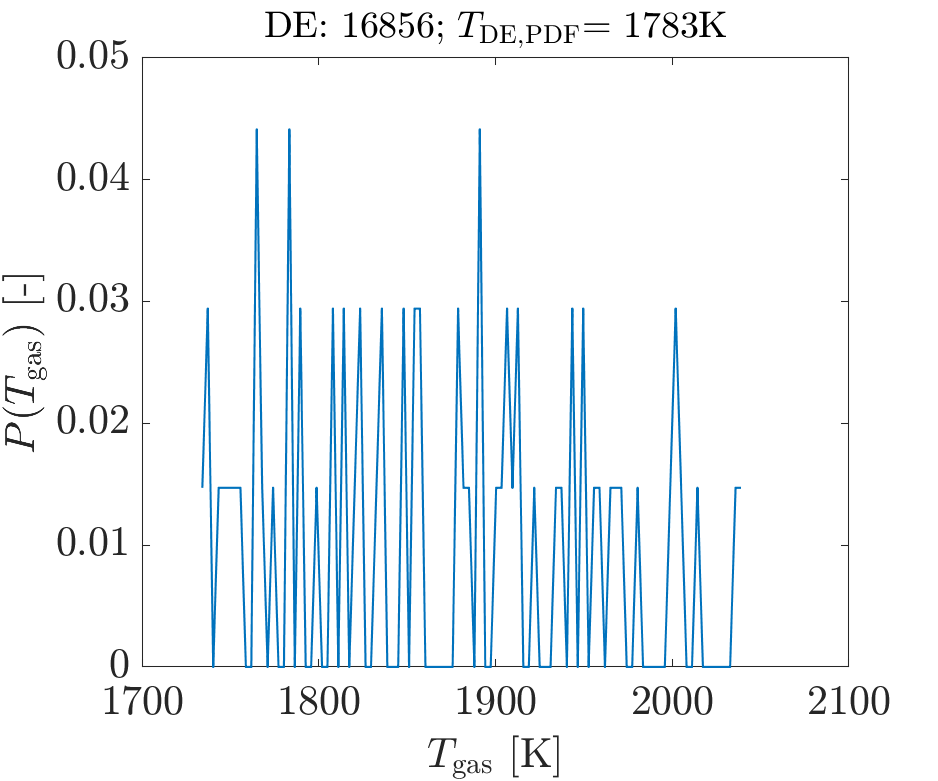 DE: 16856; T_DE,PDF= 1783K
0.05
0.04
0.03
0.02
0.01
0
P(T_gas) [-]
1700 1800 1900 2000 2100
T_gas [K]